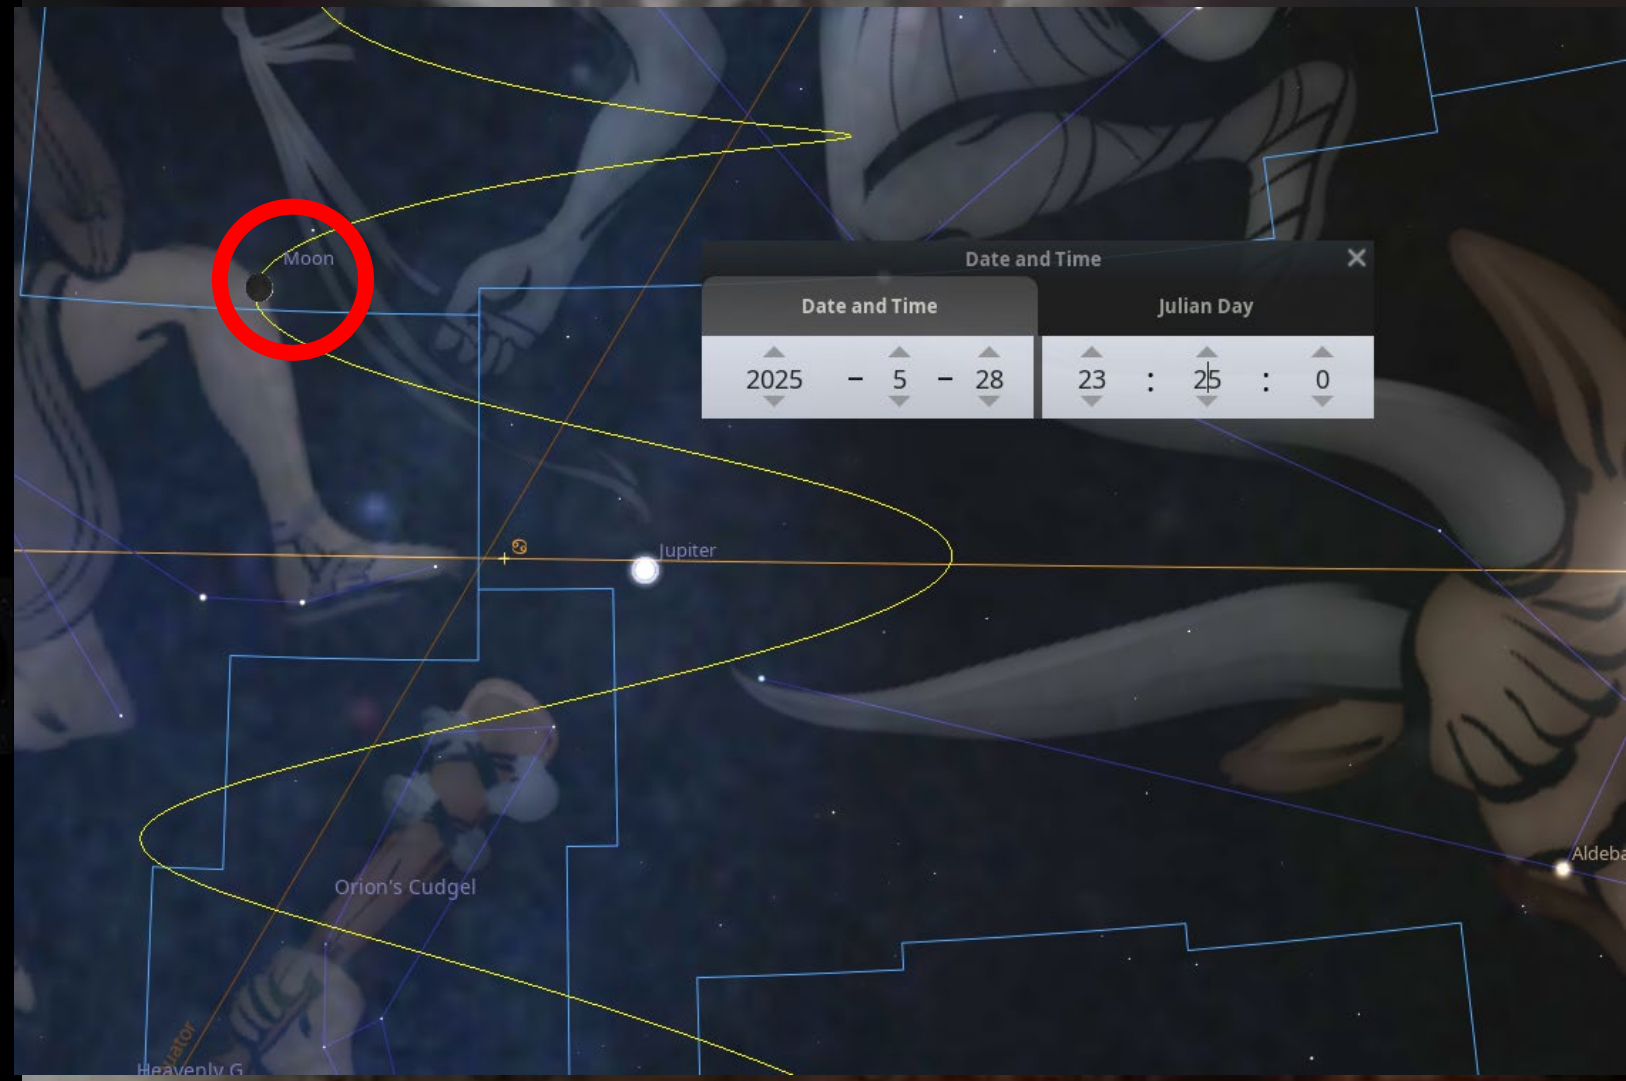 Moon
Date and Time
Date and Time
Julian Day
2025 - 5 - 28
23 : 25 : 0
♋
Jupiter
Aldeba
Orion's Cudgel
uator
Heavenly G